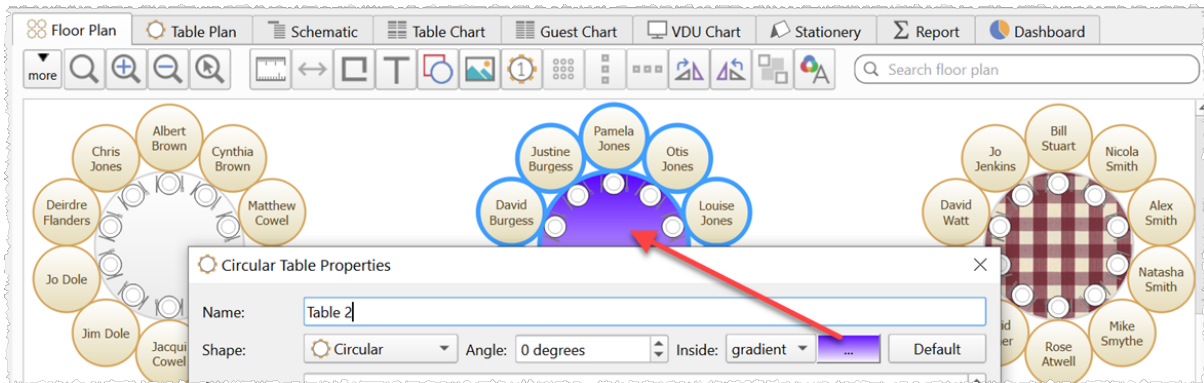 Floor Plan
Table Plan
Schematic
Table Chart
Guest Chart
VDU Chart
Stationery
Σ Report
Dashboard
more
T
1
A
Search floor plan
Albert
Brown
Chris
Jones
Cynthia
Brown
Deirdre
Flanders
Matthew
Cowel
Jo Dole
Jim Dole
Jacqui
Cowel
Pamela
Jones
Justine
Burgess
Otis
Jones
David
Burgess
Louise
Jones
Bill
Stuart
Jo
Jenkins
Nicola
Smith
David
Watt
Alex
Smith
Natasha
Smith
Mike
Smythe
Rose
Atwell
Circular Table Properties
Name:
Table 2
Shape:
Circular
Angle:
0 degrees
Inside:
gradient
...
Default